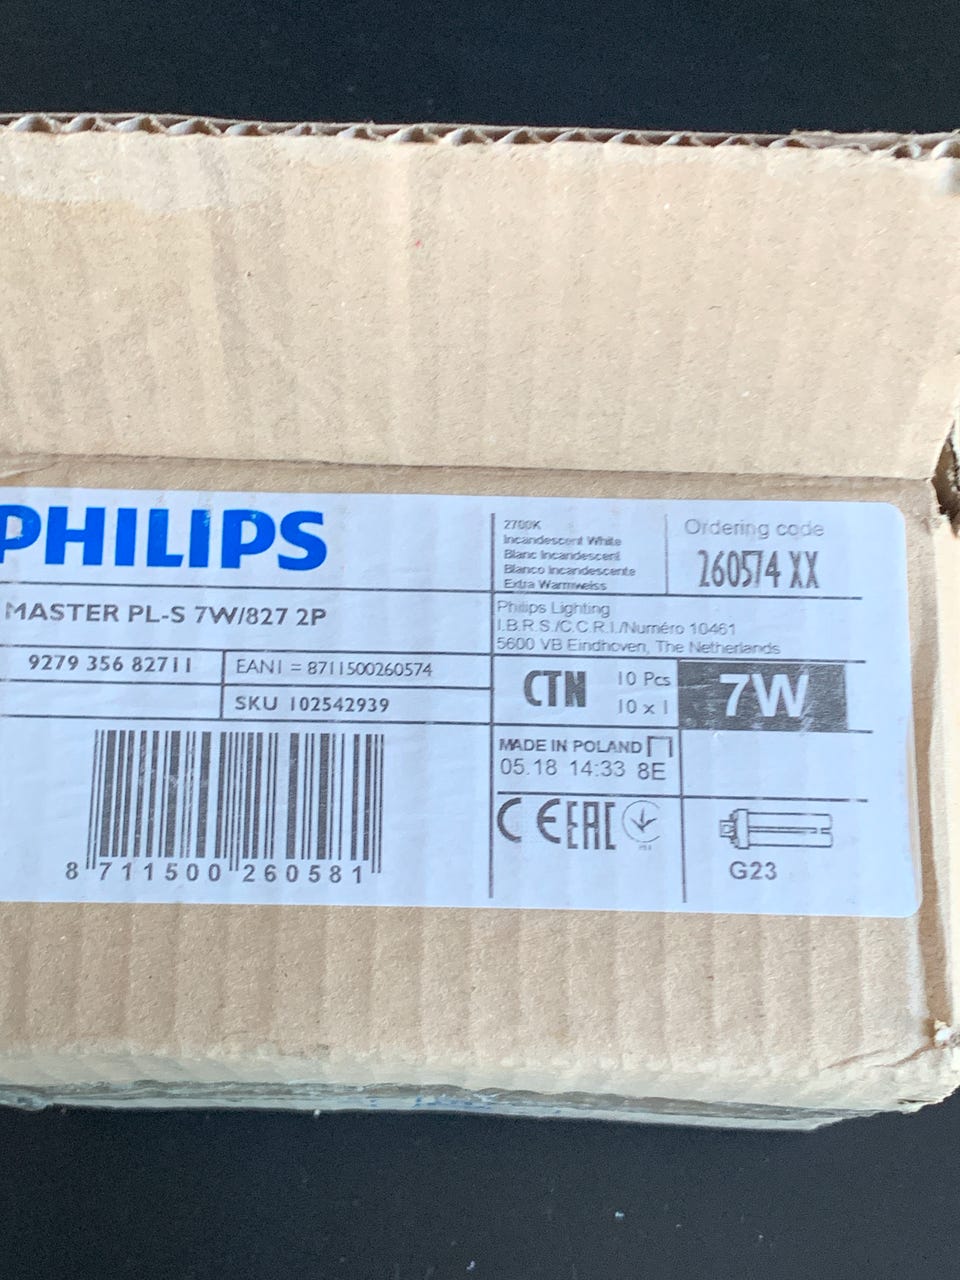 PHILIPS
MASTER PL-S 7W/827 2P
9279 356 82711
EAN1 = 8711500260574
SKU 102542939
8 711500 260581
2700K
Incandescent White
Blanc Incandescent
Blanco Incandescente
Extra Warmweiss
Ordering code
260574 XX
Philips Lighting
I.B.R.S./C.C.R.I./Numéro 10461
5600 VB Eindhoven, The Netherlands
CTN
10 Pcs
10 x 1
7W
MADE IN POLAND
05.18 14:33 8E
CE EAC
G23